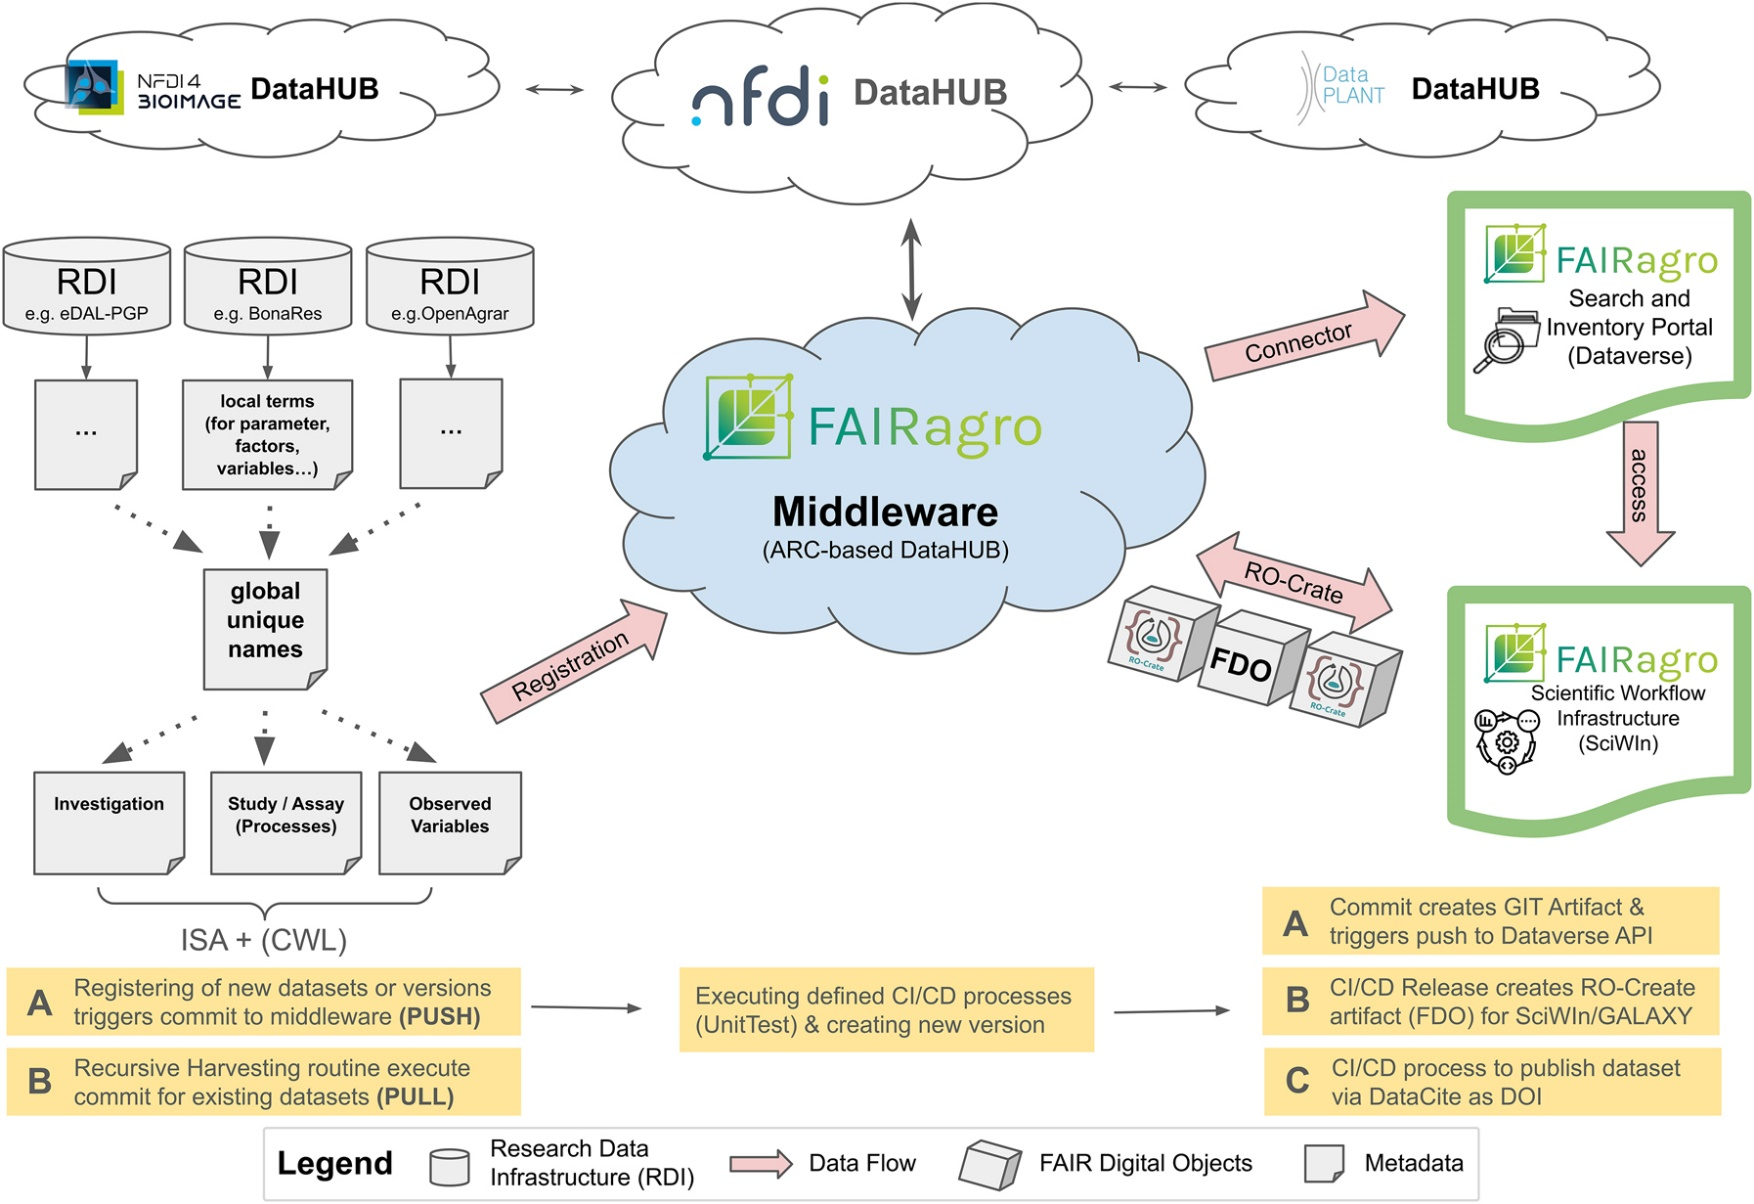 NFDI4
BIOIMAGE DataHUB
nfdi DataHUB
Data
PLANT DataHUB
RDI
e.g. eDAL-PGP
RDI
e.g. BonaRes
RDI
e.g.OpenAgrar
...
local terms
(for parameter,
factors,
variables...)
...
global
unique
names
Investigation
Study / Assay
(Processes)
Observed
Variables
ISA + (CWL)
Registration
FAIRagro
Middleware
(ARC-based DataHUB)
Connector
FAIRagro
Search and
Inventory Portal
(Dataverse)
access
RO-Crate
RO-Crate
FDO
RO-Crate
FAIRagro
Scientific Workflow
Infrastructure
(SciWIn)
A Registering of new datasets or versions
triggers commit to middleware (PUSH)
B Recursive Harvesting routine execute
commit for existing datasets (PULL)
Executing defined CI/CD processes
(UnitTest) & creating new version
A Commit creates GIT Artifact &
triggers push to Dataverse API
B CI/CD Release creates RO-Create
artifact (FDO) for SciWIn/GALAXY
C CI/CD process to publish dataset
via DataCite as DOI
Legend
Research Data
Infrastructure (RDI)
Data Flow
FAIR Digital Objects
Metadata